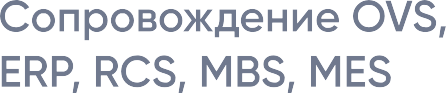 Сопровождение OVS,
ERP, RCS, MBS, MES